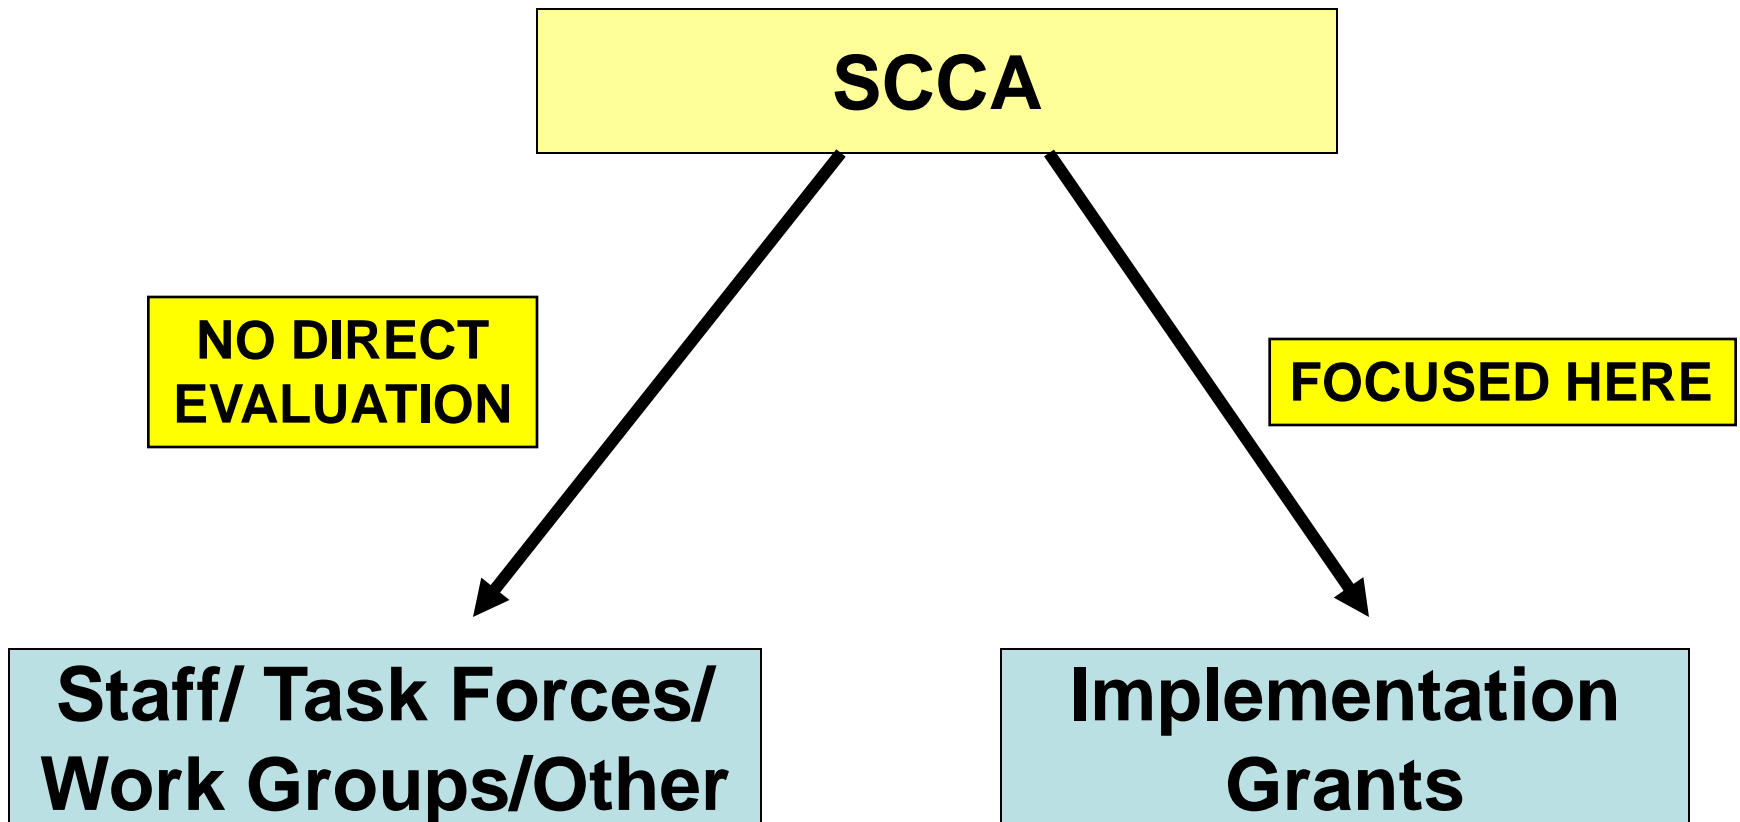 SCCA
NO DIRECT
EVALUATION
FOCUSED HERE
Staff/ Task Forces/
Work Groups/Other
Implementation
Grants